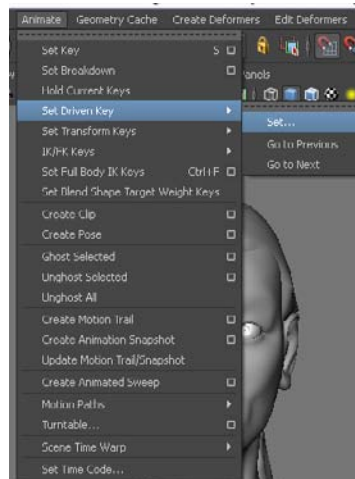 Animate Geometry Cache Create Deformers Edit Deformers
Set Key S
Set Breakdown
Hold Current Keys
Set Driven Key
Set Transform Keys
IK/FK Keys
Set Full Body IK Keys Ctrl+F
Set Blend Shape Target Weight Keys
Create Clip
Create Pose
Ghost Selected
Unghost Selected
Unghost All
Create Motion Trail
Create Animation Snapshot
Update Motion Trail/Snapshot
Create Animated Sweep
Motion Paths
Turntable...
Scene Time Warp
Set Time Code...
anels
Set...
Go to Previous
Go to Next